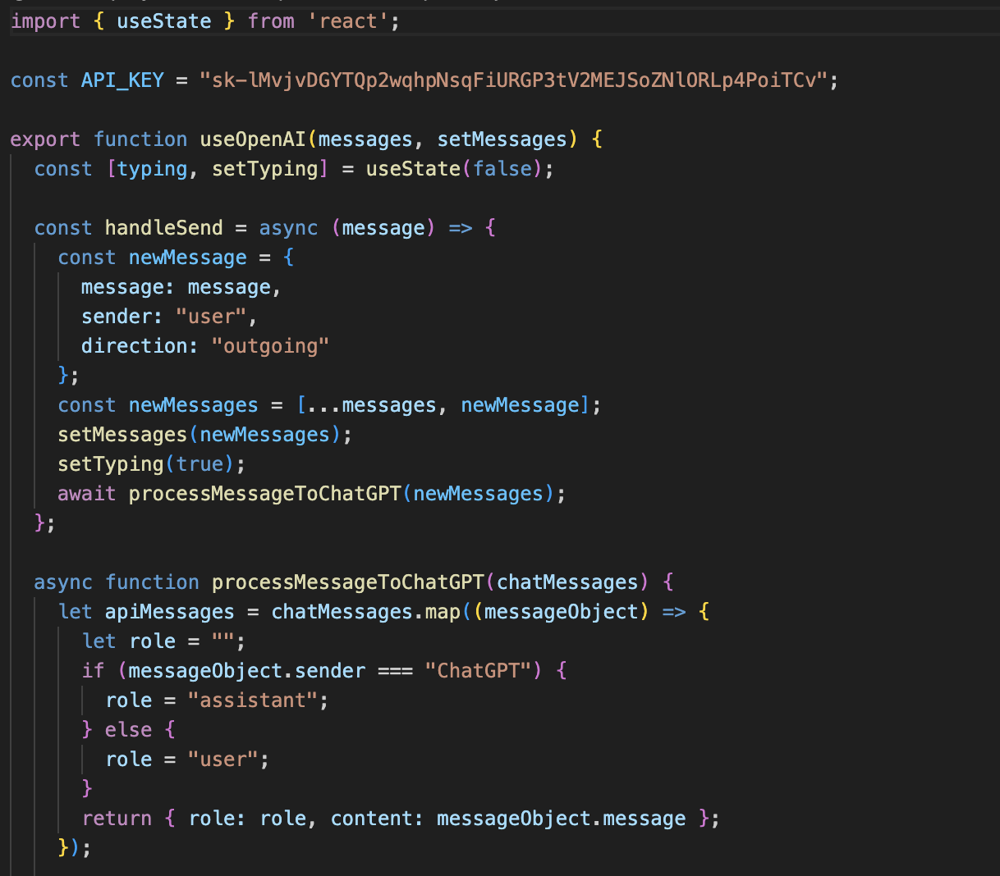 import { useState } from 'react';
const API_KEY = "sk-lMvjvDGYTQp2wqhpNsqFiURGP3tV2MEJSoZNlORLp4PoiTCv";
export function useOpenAI(messages, setMessages) {
const [typing, setTyping] = useState(false);
const handleSend = async (message) => {
const newMessage = {
message: message,
sender: "user",
direction: "outgoing"
};
const newMessages = [...messages, newMessage];
setMessages(newMessages);
setTyping(true);
await processMessageToChatGPT(newMessages);
};
async function processMessageToChatGPT(chatMessages) {
let apiMessages = chatMessages.map((messageObject) => {
let role = "";
if (messageObject.sender === "ChatGPT") {
role = "assistant";
} else {
role = "user";
}
return { role: role, content: messageObject.message };
});